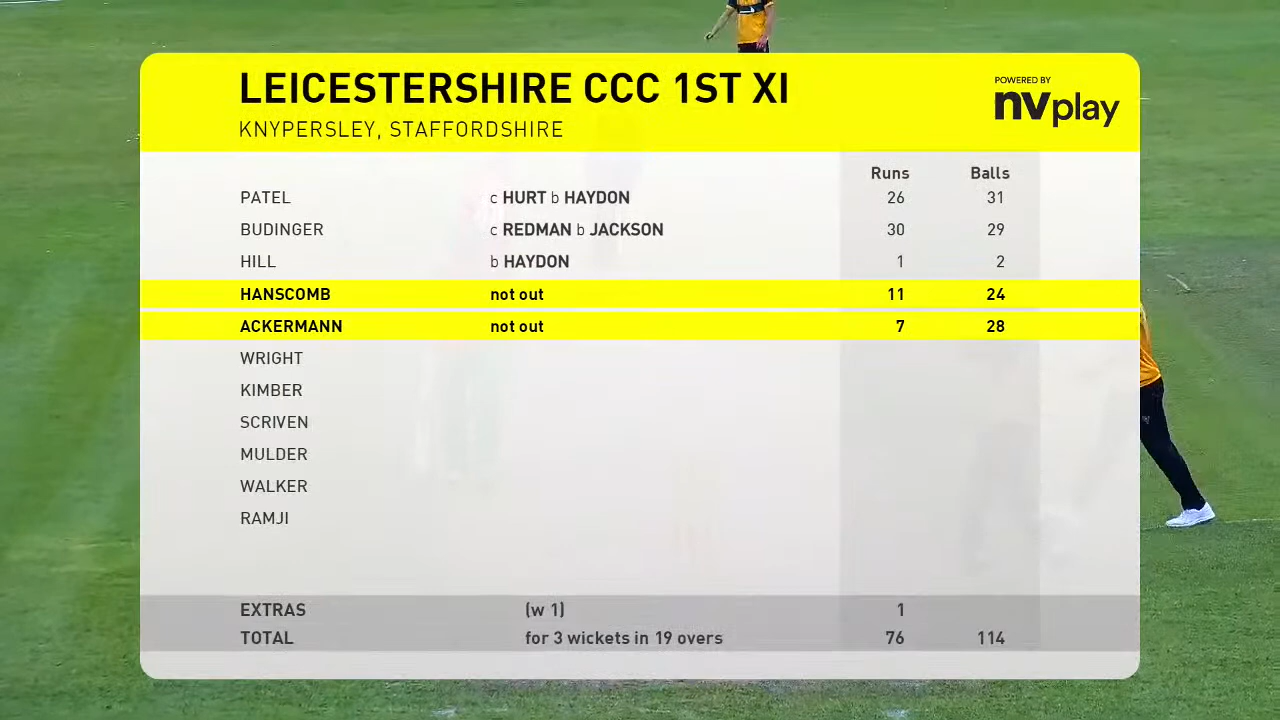 LEICESTERSHIRE CCC 1ST XI
KNYPERSLEY, STAFFORDSHIRE
POWERED BY
nvplay
Runs Balls
PATEL c HURT b HAYDON 26 31
BUDINGER c REDMAN b JACKSON 30 29
HILL b HAYDON 1 2
HANSCOMB not out 11 24
ACKERMANN not out 7 28
WRIGHT
KIMBER
SCRIVEN
MULDER
WALKER
RAMJI
EXTRAS (w 1) 1
TOTAL for 3 wickets in 19 overs 76 114